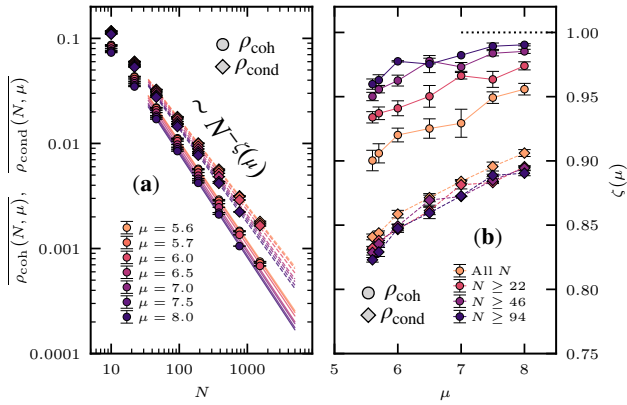 ρcoh(N, μ), ρcond(N, μ)
0.1
0.01
0.001
0.0001
ρcoh
ρcond
~ N^−ζ(μ)
(a)
μ = 5.6
μ = 5.7
μ = 6.0
μ = 6.5
μ = 7.0
μ = 7.5
μ = 8.0
10 50 100 500 1000
N
1.00
0.95
0.90
0.85
0.80
0.75
ζ(μ)
(b)
ρcoh
ρcond
All N
N ≥ 22
N ≥ 46
N ≥ 94
5 6 7 8
μ